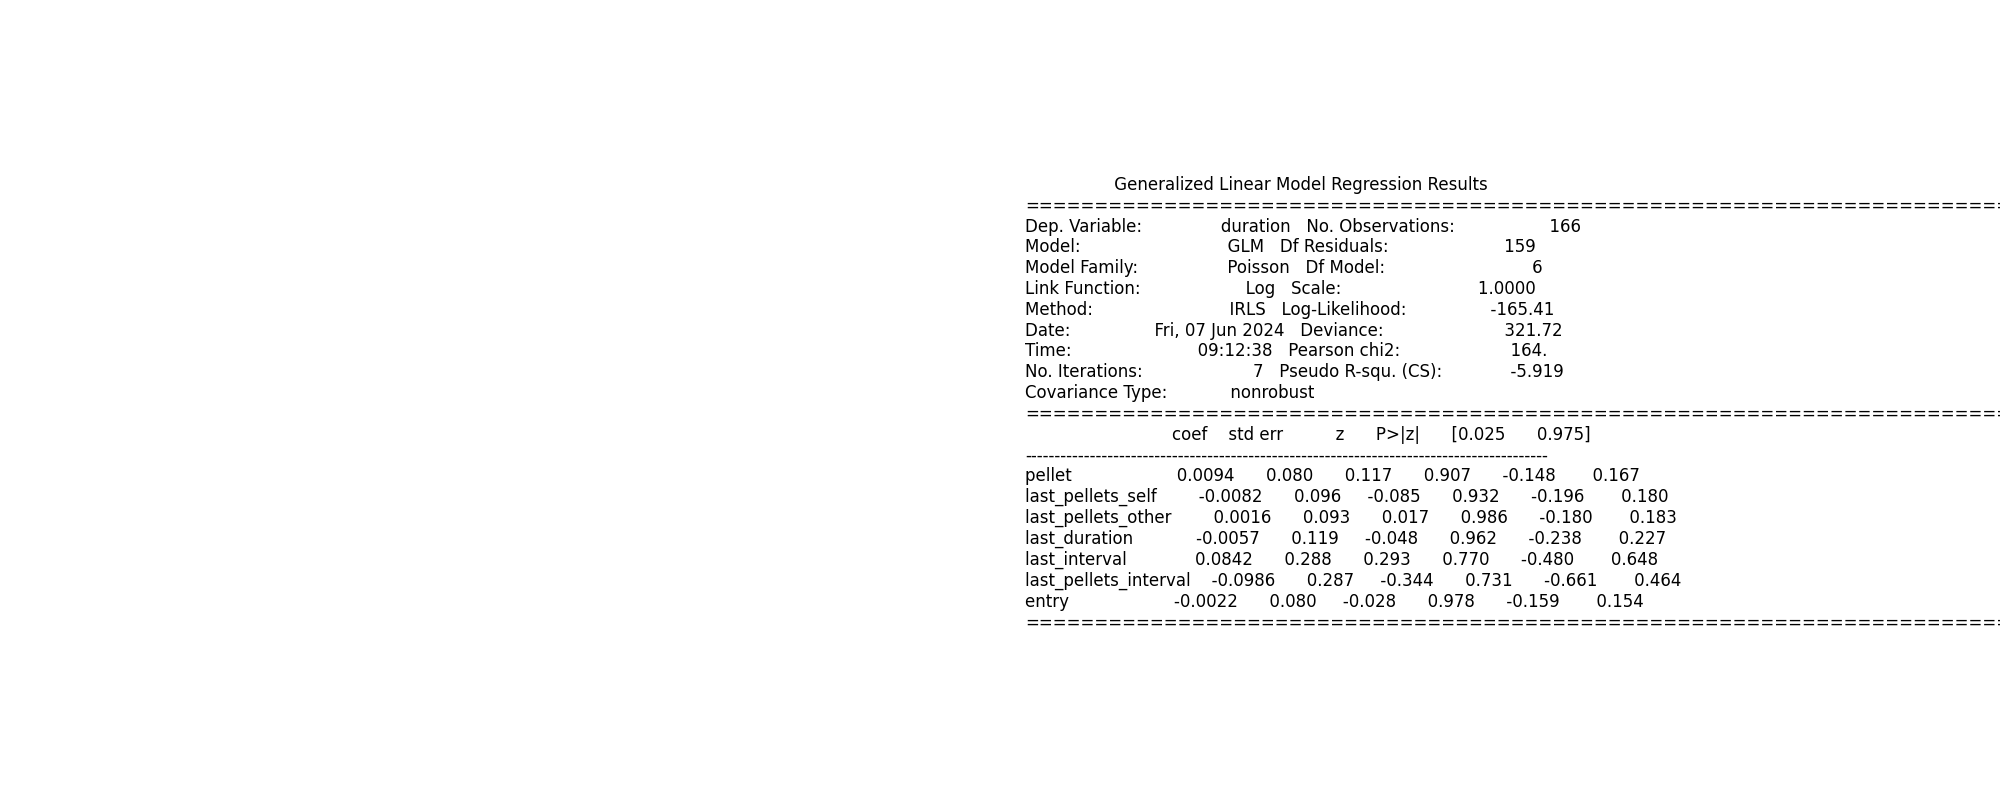 Generalized Linear Model Regression Results
==============================================================================
Dep. Variable: duration No. Observations: 166
Model: GLM Df Residuals: 159
Model Family: Poisson Df Model: 6
Link Function: Log Scale: 1.0000
Method: IRLS Log-Likelihood: -165.41
Date: Fri, 07 Jun 2024 Deviance: 321.72
Time: 09:12:38 Pearson chi2: 164.
No. Iterations: 7 Pseudo R-squ. (CS): -5.919
Covariance Type: nonrobust
==============================================================================
coef std err z P>|z| [0.025 0.975]
----------------------------------------------------------------------------------------
pellet 0.0094 0.080 0.117 0.907 -0.148 0.167
last_pellets_self -0.0082 0.096 -0.085 0.932 -0.196 0.180
last_pellets_other 0.0016 0.093 0.017 0.986 -0.180 0.183
last_duration -0.0057 0.119 -0.048 0.962 -0.238 0.227
last_interval 0.0842 0.288 0.293 0.770 -0.480 0.648
last_pellets_interval -0.0986 0.287 -0.344 0.731 -0.661 0.464
entry -0.0022 0.080 -0.028 0.978 -0.159 0.154
==============================================================================